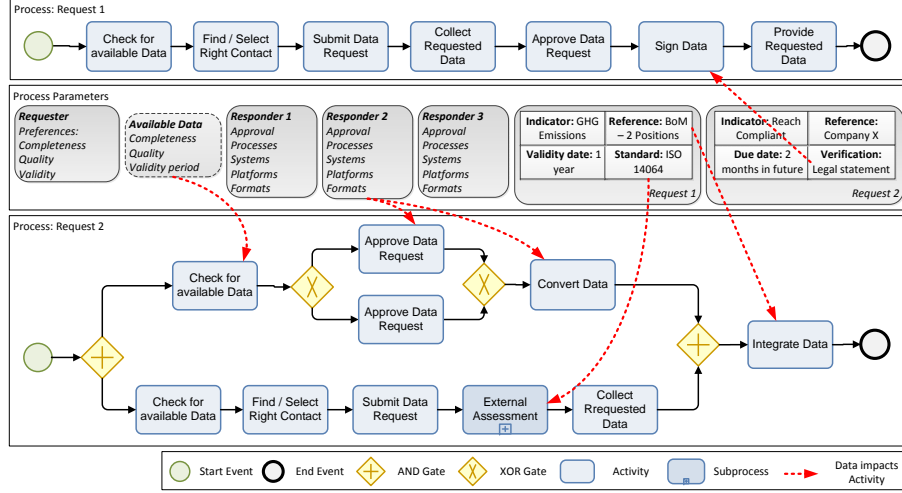 Process: Request 1
Check for
available Data
Find / Select
Right Contact
Submit Data
Request
Collect
Requested
Data
Approve Data
Request
Sign Data
Provide
Requested
Data
Process Parameters
Requester
Preferences:
Completeness
Quality
Validity
Available Data
Completeness
Quality
Validity period
Responder 1
Approval
Processes
Systems
Platforms
Formats
Responder 2
Approval
Processes
Systems
Platforms
Formats
Responder 3
Approval
Processes
Systems
Platforms
Formats
Indicator: GHG
Emissions
Reference: BoM
– 2 Positions
Validity date: 1
year
Standard: ISO
14064
Request 1
Indicator: Reach
Compliant
Reference:
Company X
Due date: 2
months in future
Verification:
Legal statement
Request 2
Process: Request 2
Check for
available Data
Approve Data
Request
Approve Data
Request
Convert Data
Integrate Data
Check for
available Data
Find / Select
Right Contact
Submit Data
Request
External
Assessment
Collect
Rrequested
Data
Start Event
End Event
AND Gate
XOR Gate
Activity
Subprocess
Data impacts
Activity